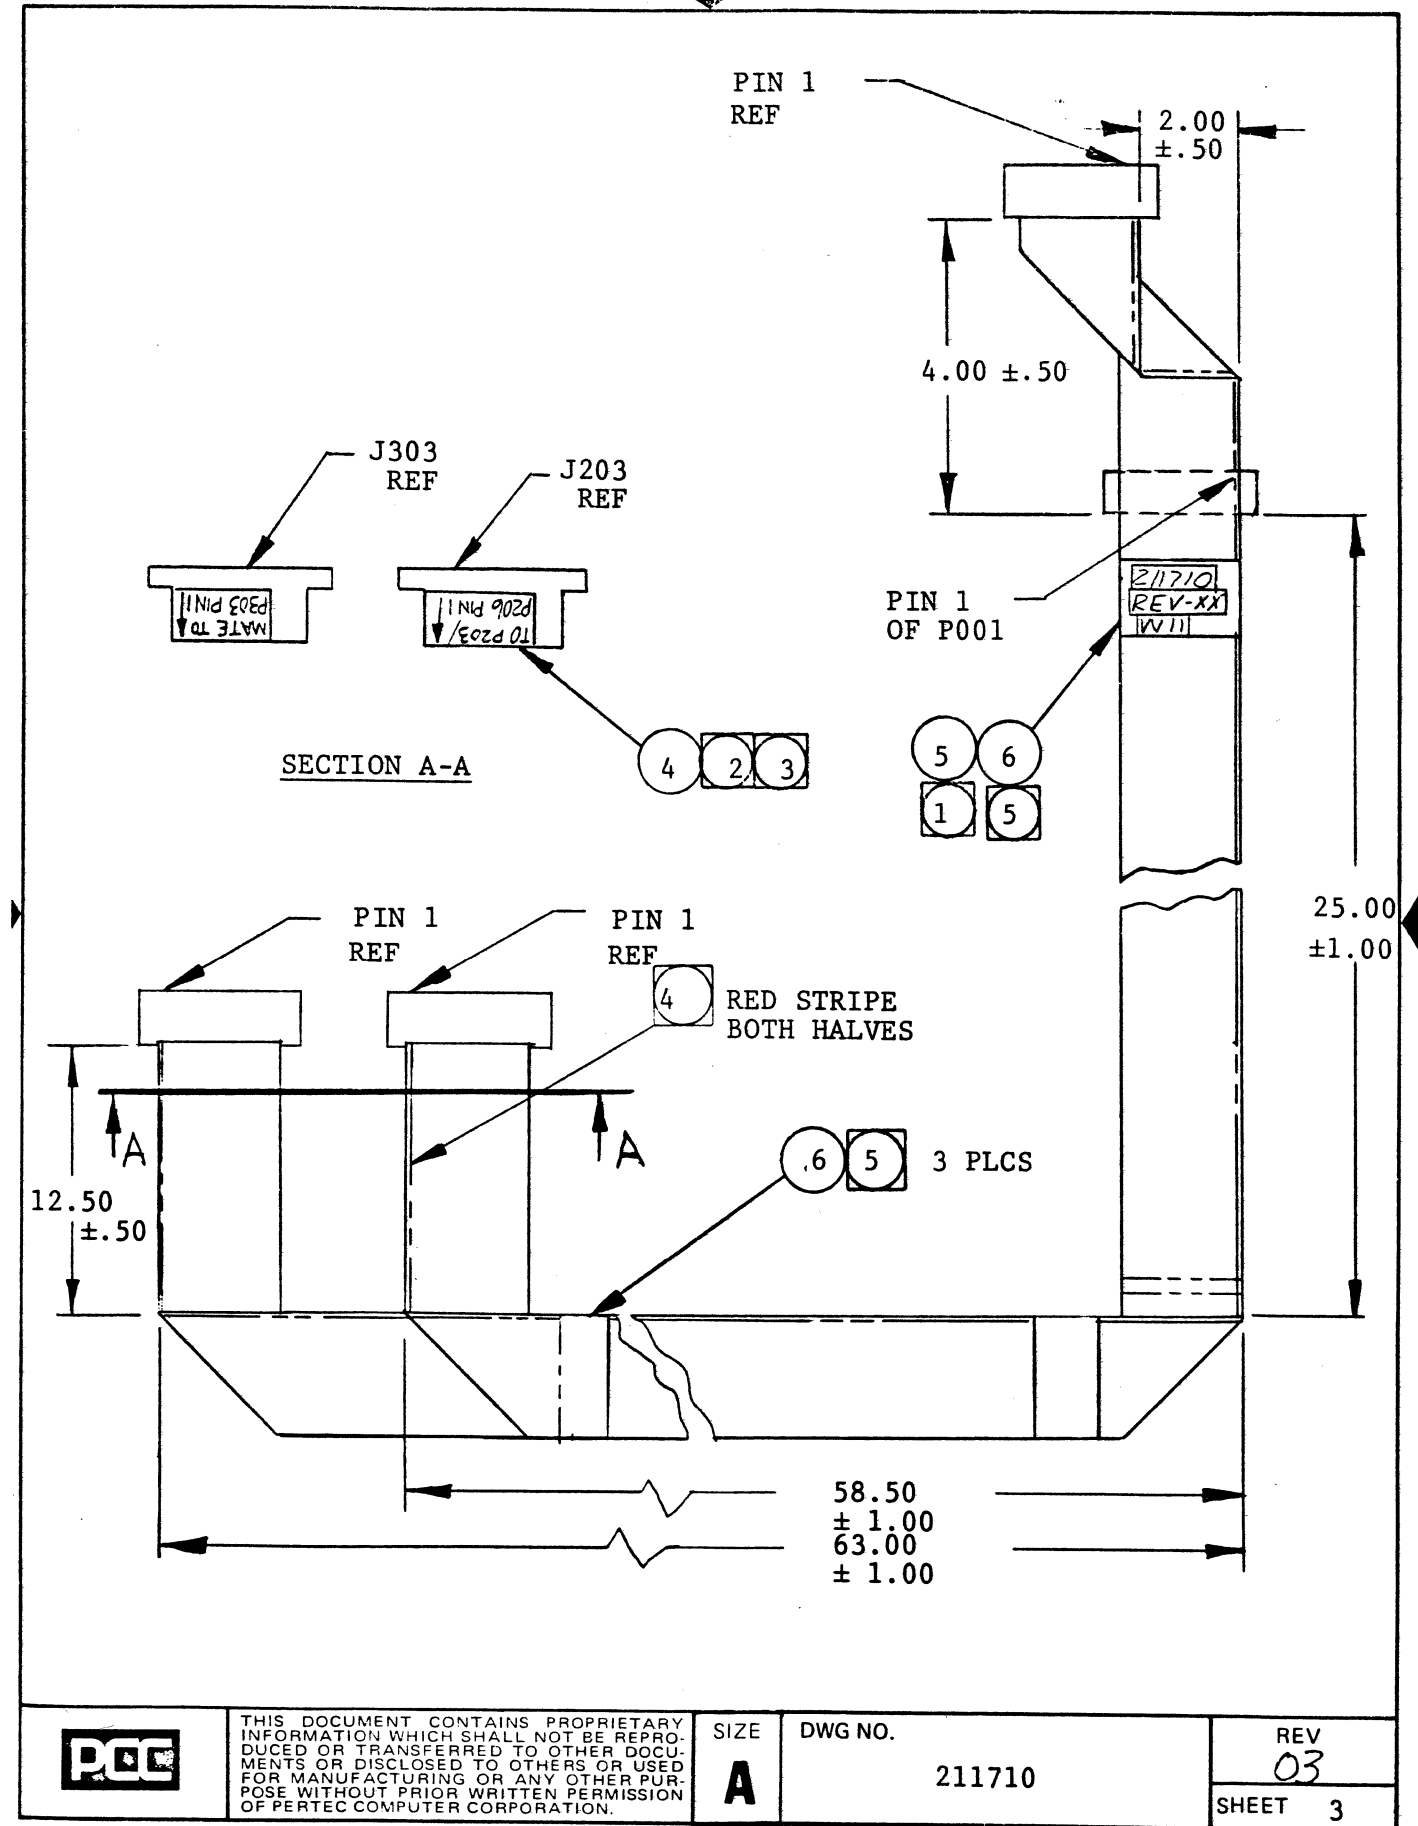 PIN 1
REF
2.00
±.50
4.00 ±.50
J303
REF
J203
REF
MATE TO
P303 PIN1
TO P203/
P206 PIN1
PIN 1
OF P001
211710
REV-XX
W11
SECTION A-A
4 2 3
5 6
1 5
25.00
±1.00
PIN 1
REF
PIN 1
REF
4
RED STRIPE
BOTH HALVES
A
A
6 5 3 PLCS
12.50
±.50
58.50
± 1.00
63.00
± 1.00
PCC
THIS DOCUMENT CONTAINS PROPRIETARY
INFORMATION WHICH SHALL NOT BE REPRO-
DUCED OR TRANSFERRED TO OTHER DOCU-
MENTS OR DISCLOSED TO OTHERS OR USED
FOR MANUFACTURING OR ANY OTHER PUR-
POSE WITHOUT PRIOR WRITTEN PERMISSION
OF PERTEC COMPUTER CORPORATION.
SIZE
A
DWG NO.
211710
REV
03
SHEET 3